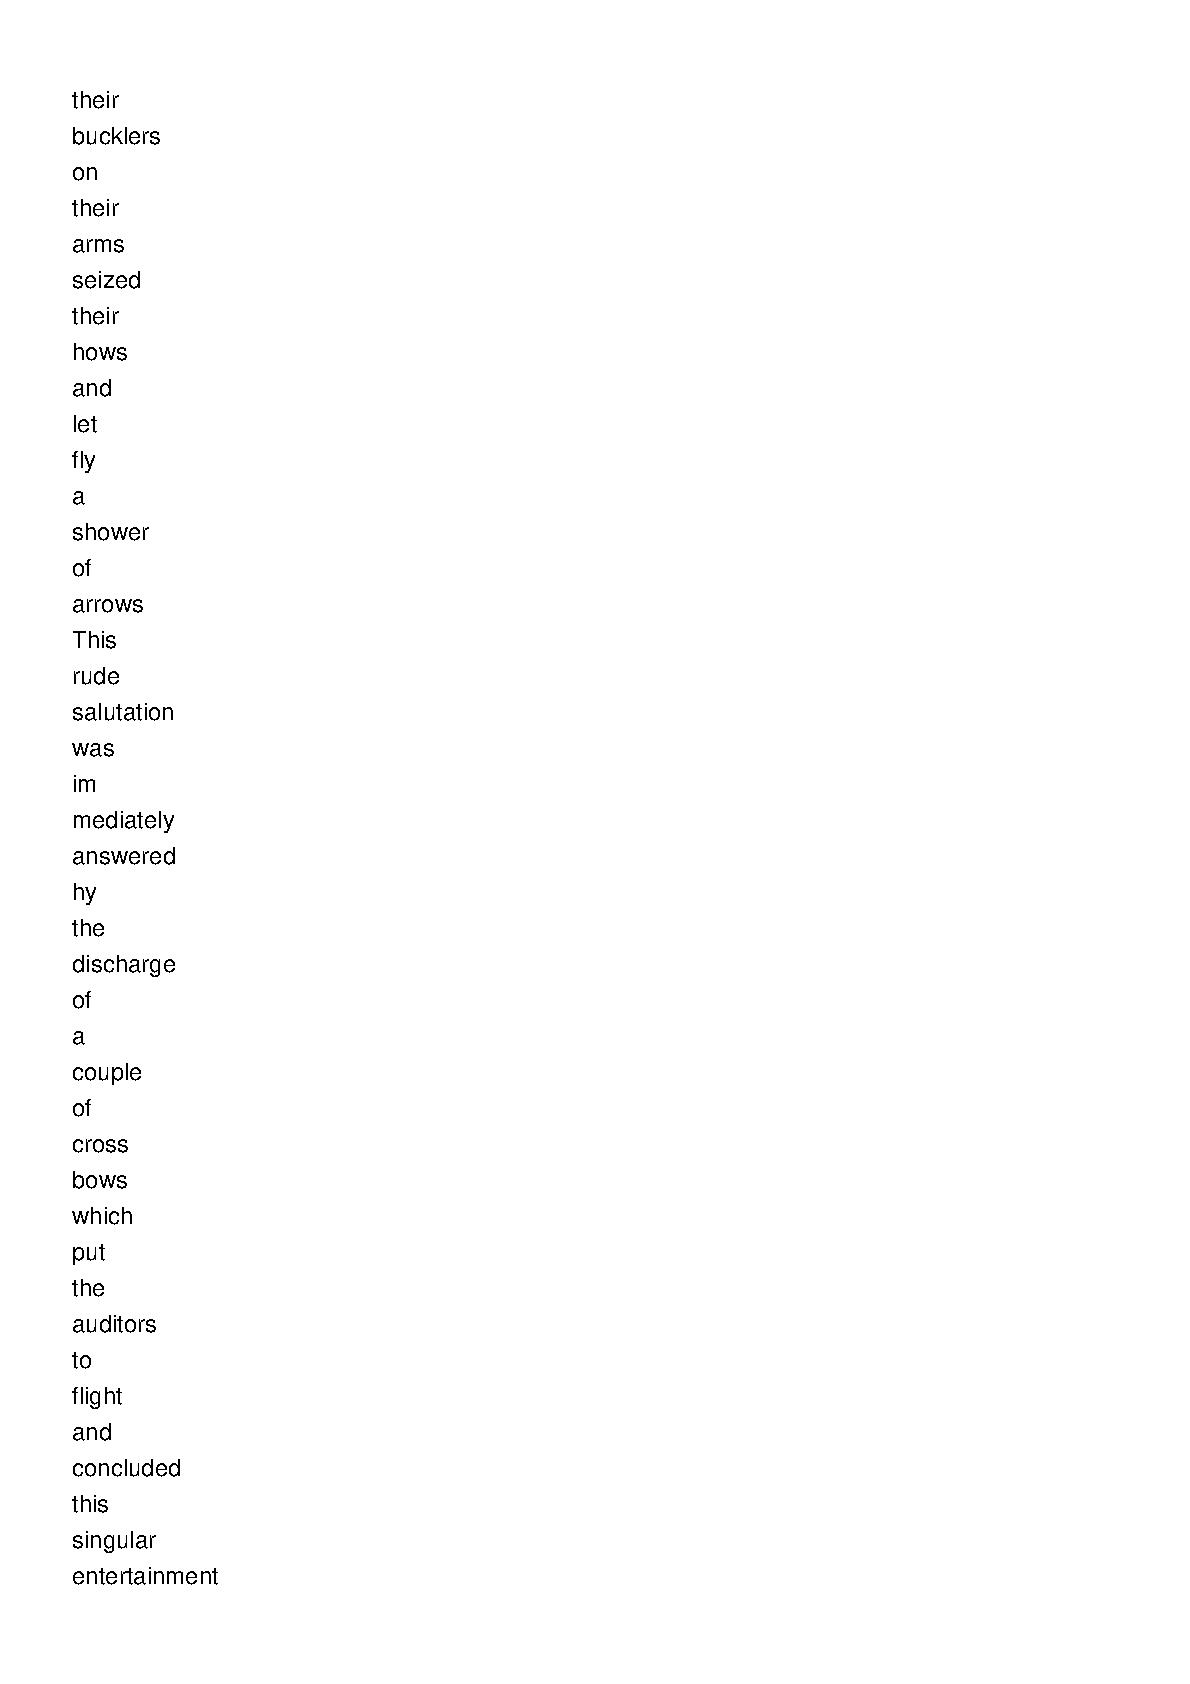 their
bucklers
on
their
arms
seized
their
hows
and
let
fly
a
shower
of
arrows
This
rude
salutation
was
im
mediately
answered
hy
the
discharge
of
a
couple
of
cross
bows
which
put
the
auditors
to
flight
and
concluded
this
singular
entertainment